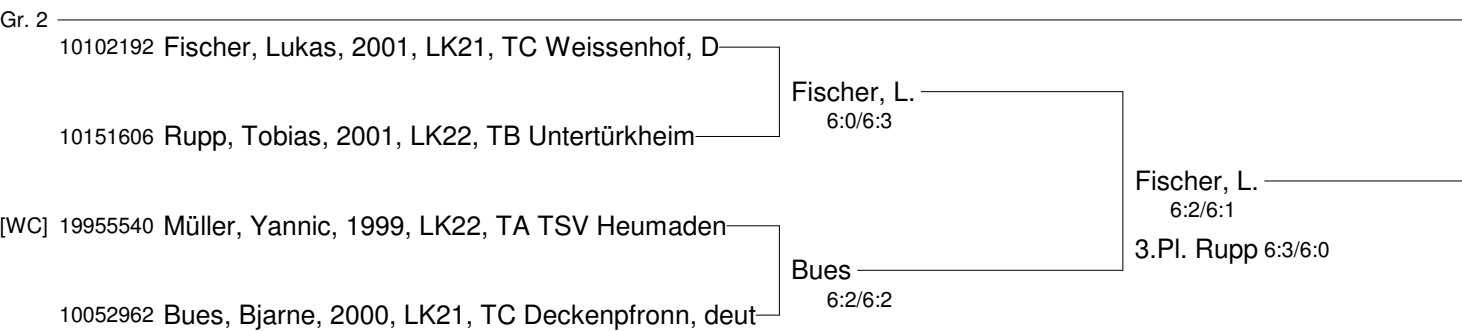 Gr. 2
10102192 Fischer, Lukas, 2001, LK21, TC Weissenhof, D
Fischer, L.
6:0/6:3
10151606 Rupp, Tobias, 2001, LK22, TB Untertürkheim
Fischer, L.
6:2/6:1
[WC] 19955540 Müller, Yannic, 1999, LK22, TA TSV Heumaden
3.Pl. Rupp 6:3/6:0
Bues
6:2/6:2
10052962 Bues, Bjarne, 2000, LK21, TC Deckenpfronn, deut